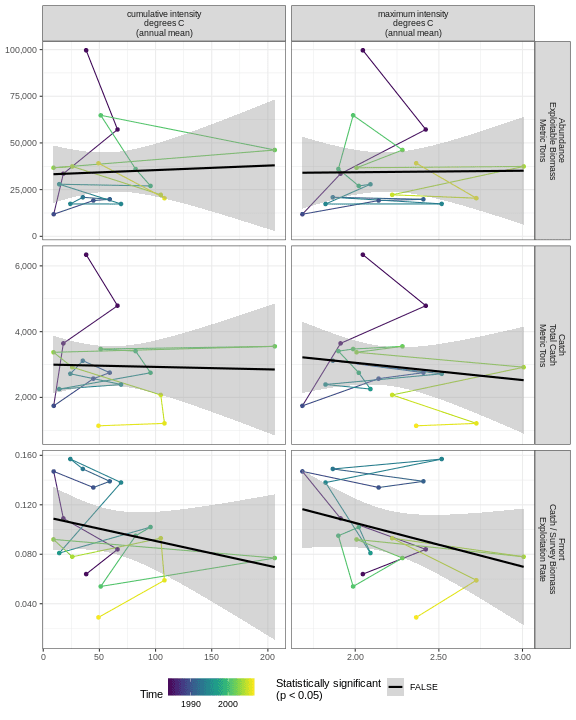 cumulative intensity
degrees C
(annual mean)
maximum intensity
degrees C
(annual mean)
100,000
75,000
50,000
25,000
0
Abundance
Exploitable Biomass
Metric Tons
6,000
4,000
2,000
Catch
Total Catch
Metric Tons
0.160
0.120
0.080
0.040
Fmort
Catch / Survey Biomass
Exploitation Rate
0
50
100
150
200
2.00
2.50
3.00
Time
1990
2000
Statistically significant
(p < 0.05)
FALSE